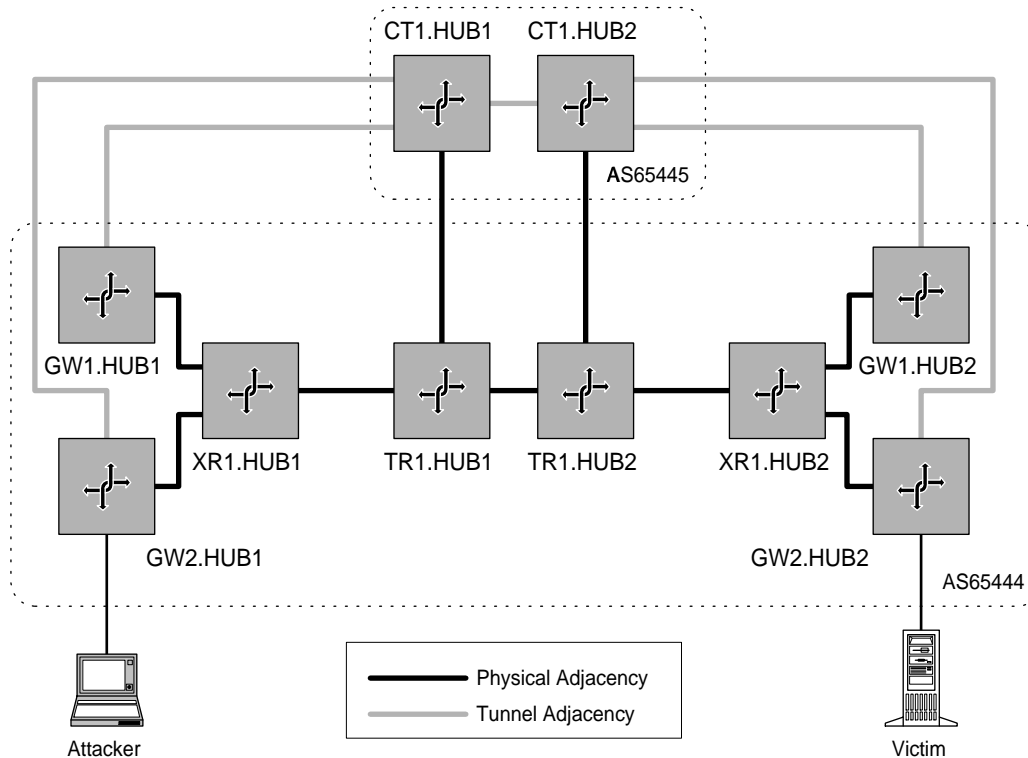 CT1.HUB1
CT1.HUB2
AS65445
GW1.HUB1
GW1.HUB2
XR1.HUB1
TR1.HUB1
TR1.HUB2
XR1.HUB2
GW2.HUB1
GW2.HUB2
AS65444
Physical Adjacency
Tunnel Adjacency
Attacker
Victim